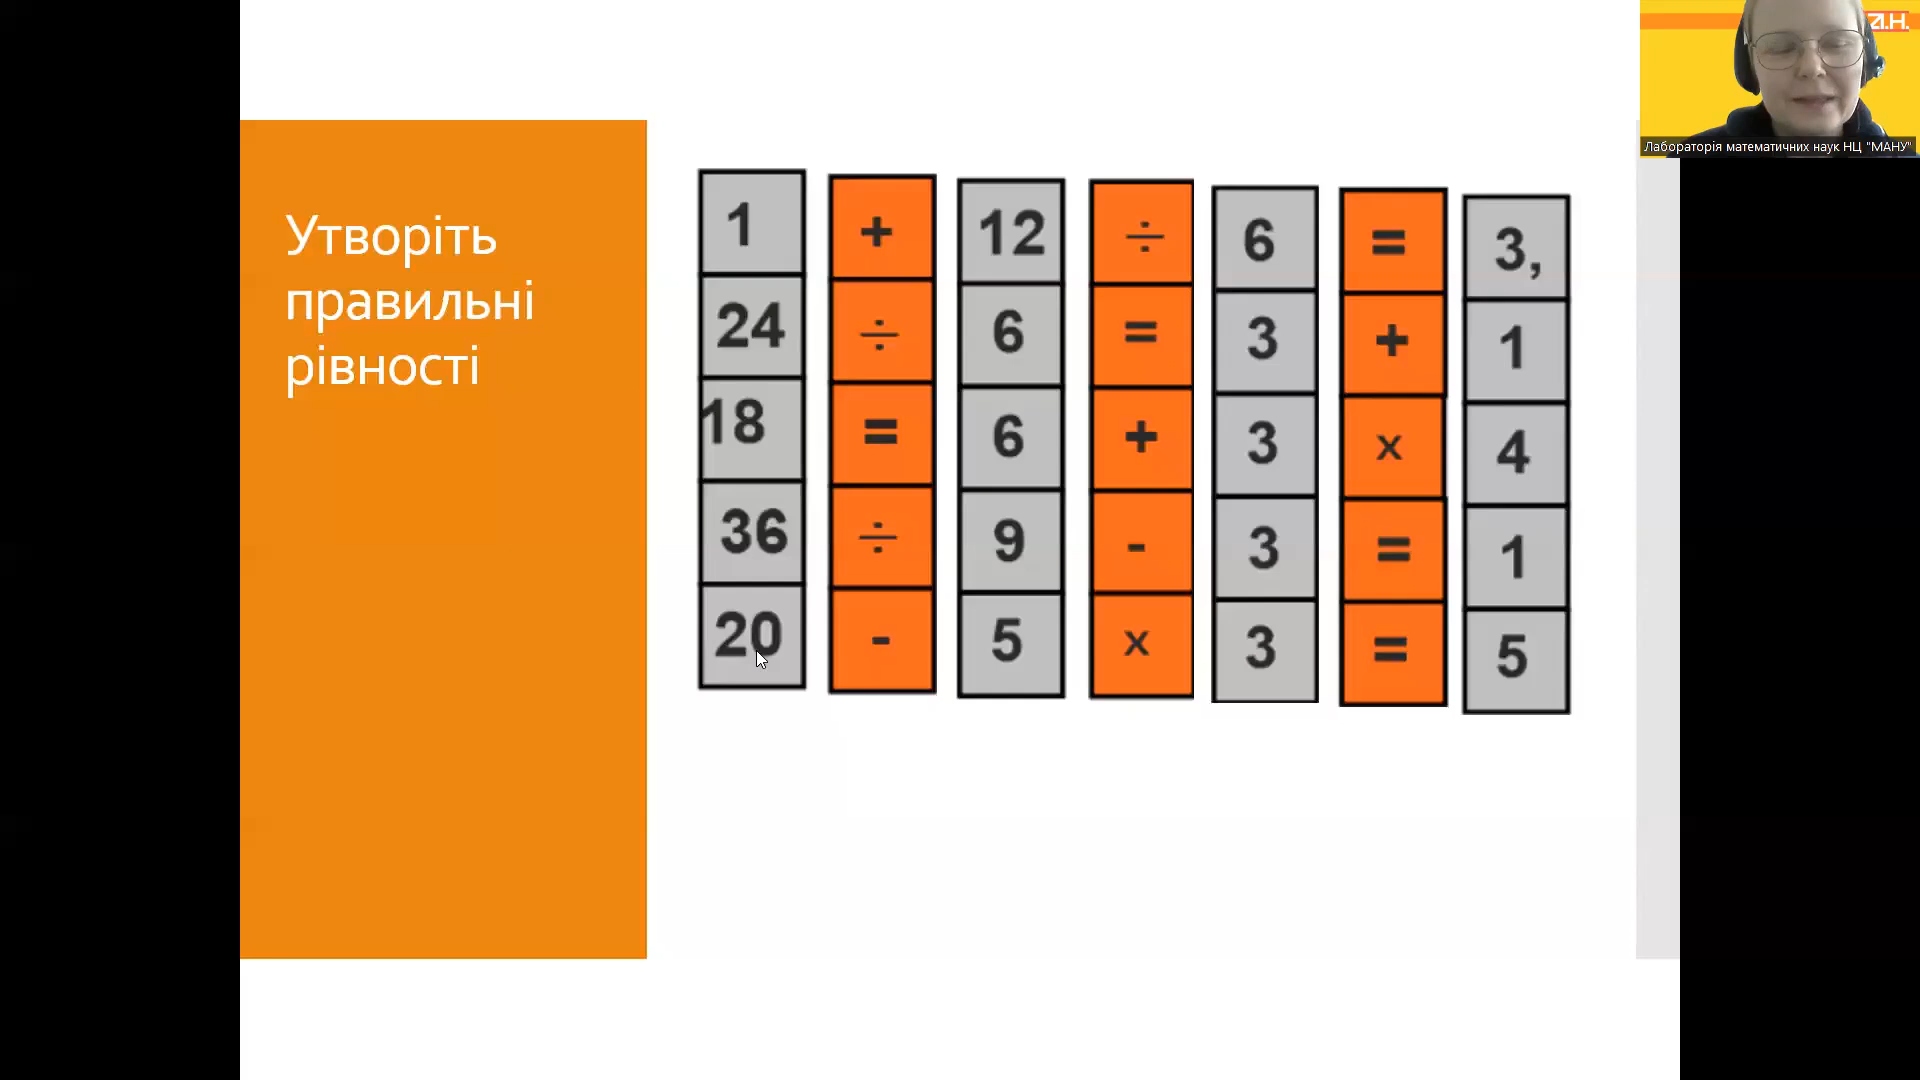 Л.Н.
Лабораторія математичних наук НЦ "МАНУ"
Утворіть
правильні
рівності
1 + 12 ÷ 6 = 3,
24 ÷ 6 = 3 + 1
18 = 6 + 3 x 4
36 ÷ 9 - 3 = 1
20 - 5 x 3 = 5